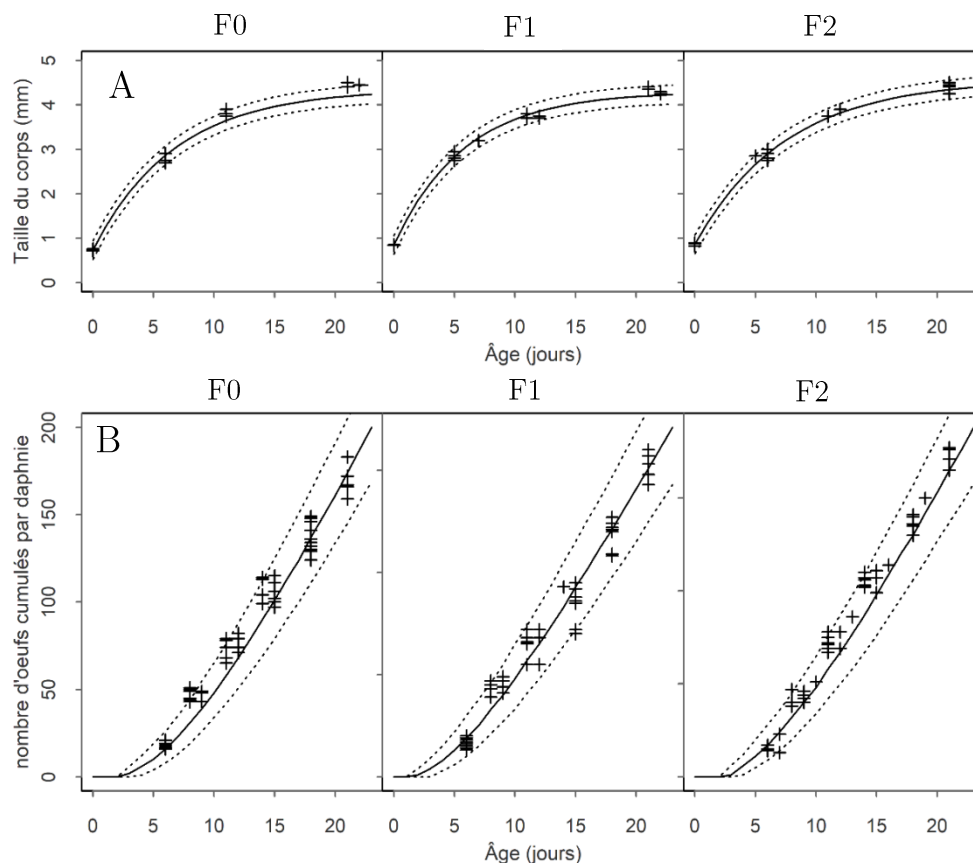 F0 F1 F2
A
Taille du corps (mm)
5
4
3
2
1
0
0 5 10 15 20 0 5 10 15 20 0 5 10 15 20
Âge (jours)
F0 F1 F2
B
nombre d'oeufs cumulés par daphnie
200
150
100
50
0
0 5 10 15 20 0 5 10 15 20 0 5 10 15 20
Âge (jours)